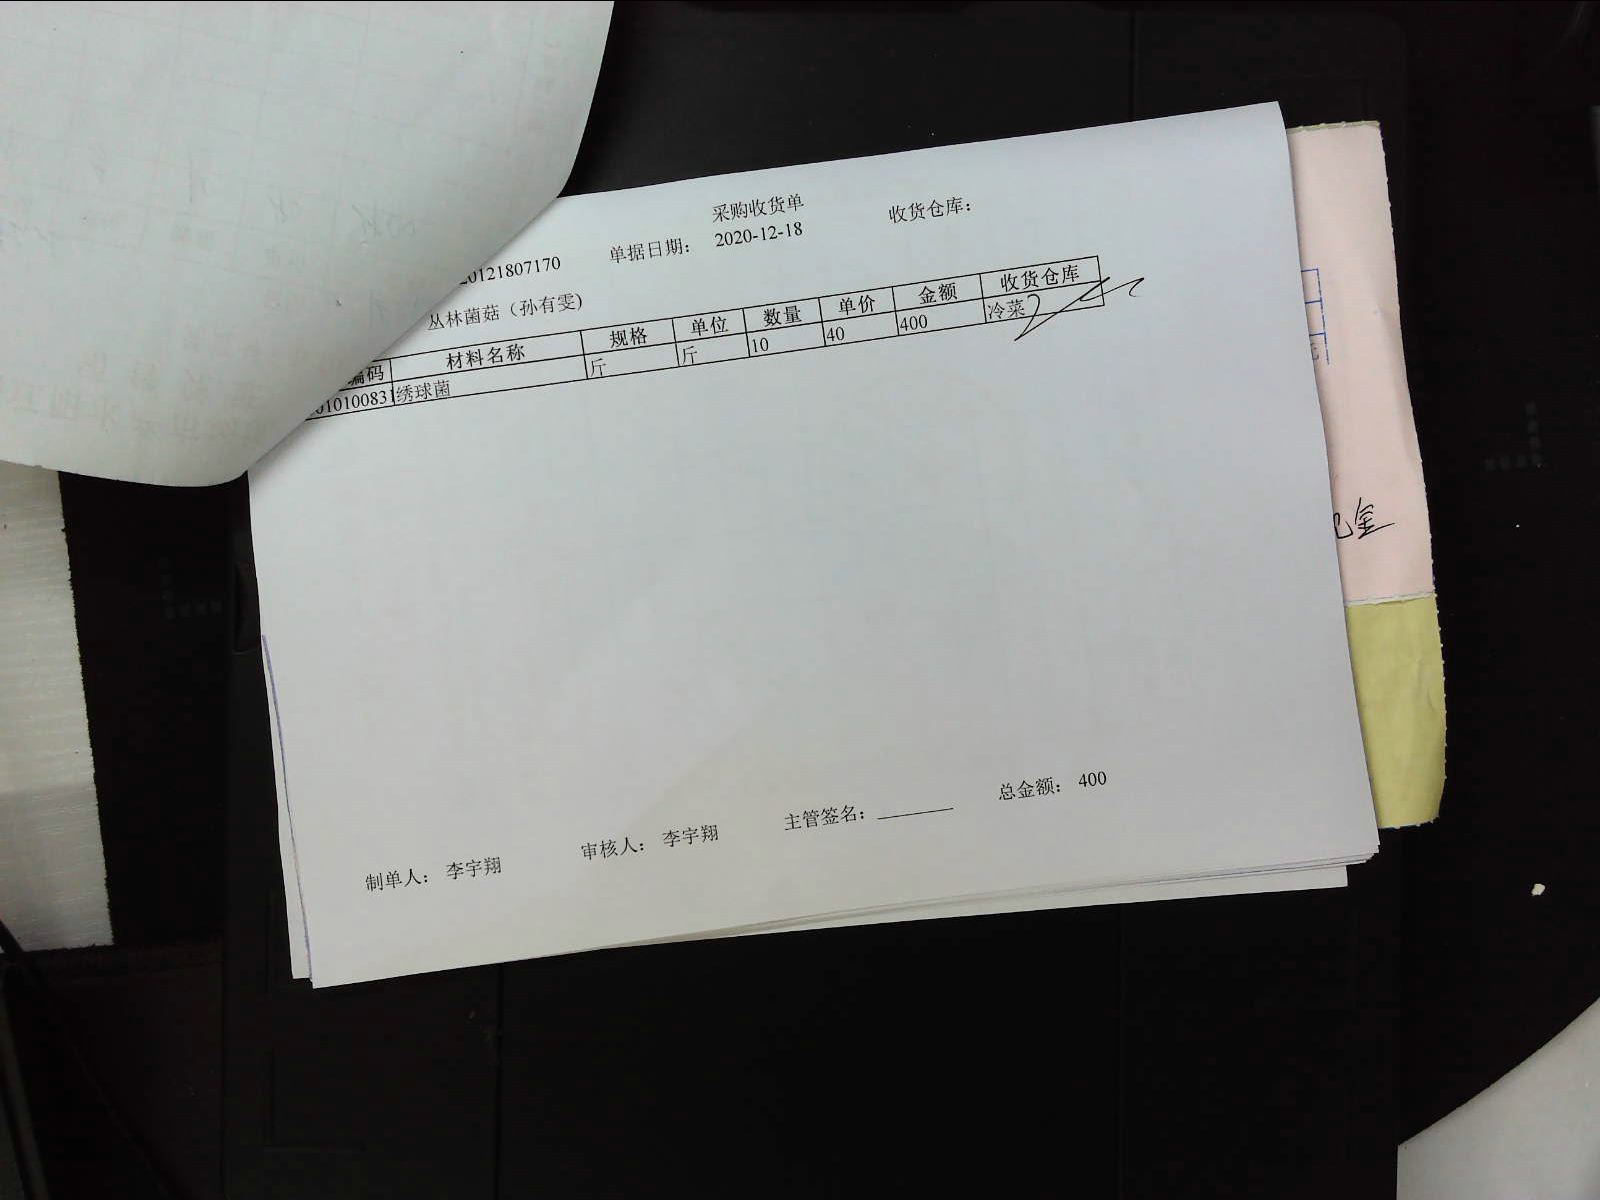 采购收货单
20121807170 单据日期： 2020-12-18 收货仓库：
丛林菌菇（孙有雯)
编码 材料名称 规格 单位 数量 单价 金额 收货仓库
010100831 绣球菌 斤 斤 10 40 400 冷菜
总金额： 400
制单人： 李宇翔 审核人： 李宇翔 主管签名：